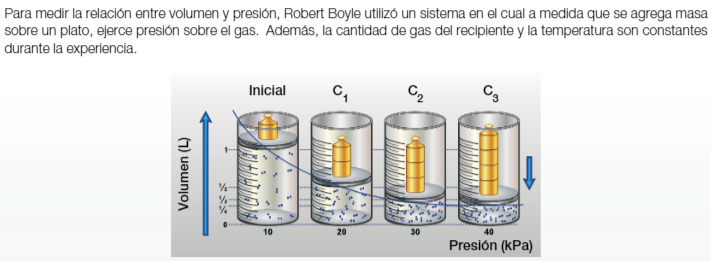 Para medir la relación entre volumen y presión, Robert Boyle utilizó un sistema en el cual a medida que se agrega masa
sobre un plato, ejerce presión sobre el gas. Además, la cantidad de gas del recipiente y la temperatura son constantes
durante la experiencia.
Inicial C₁ C₂ C₃
Volumen (L)
1
½
⅓
¼
0
10 20 30 40
Presión (kPa)